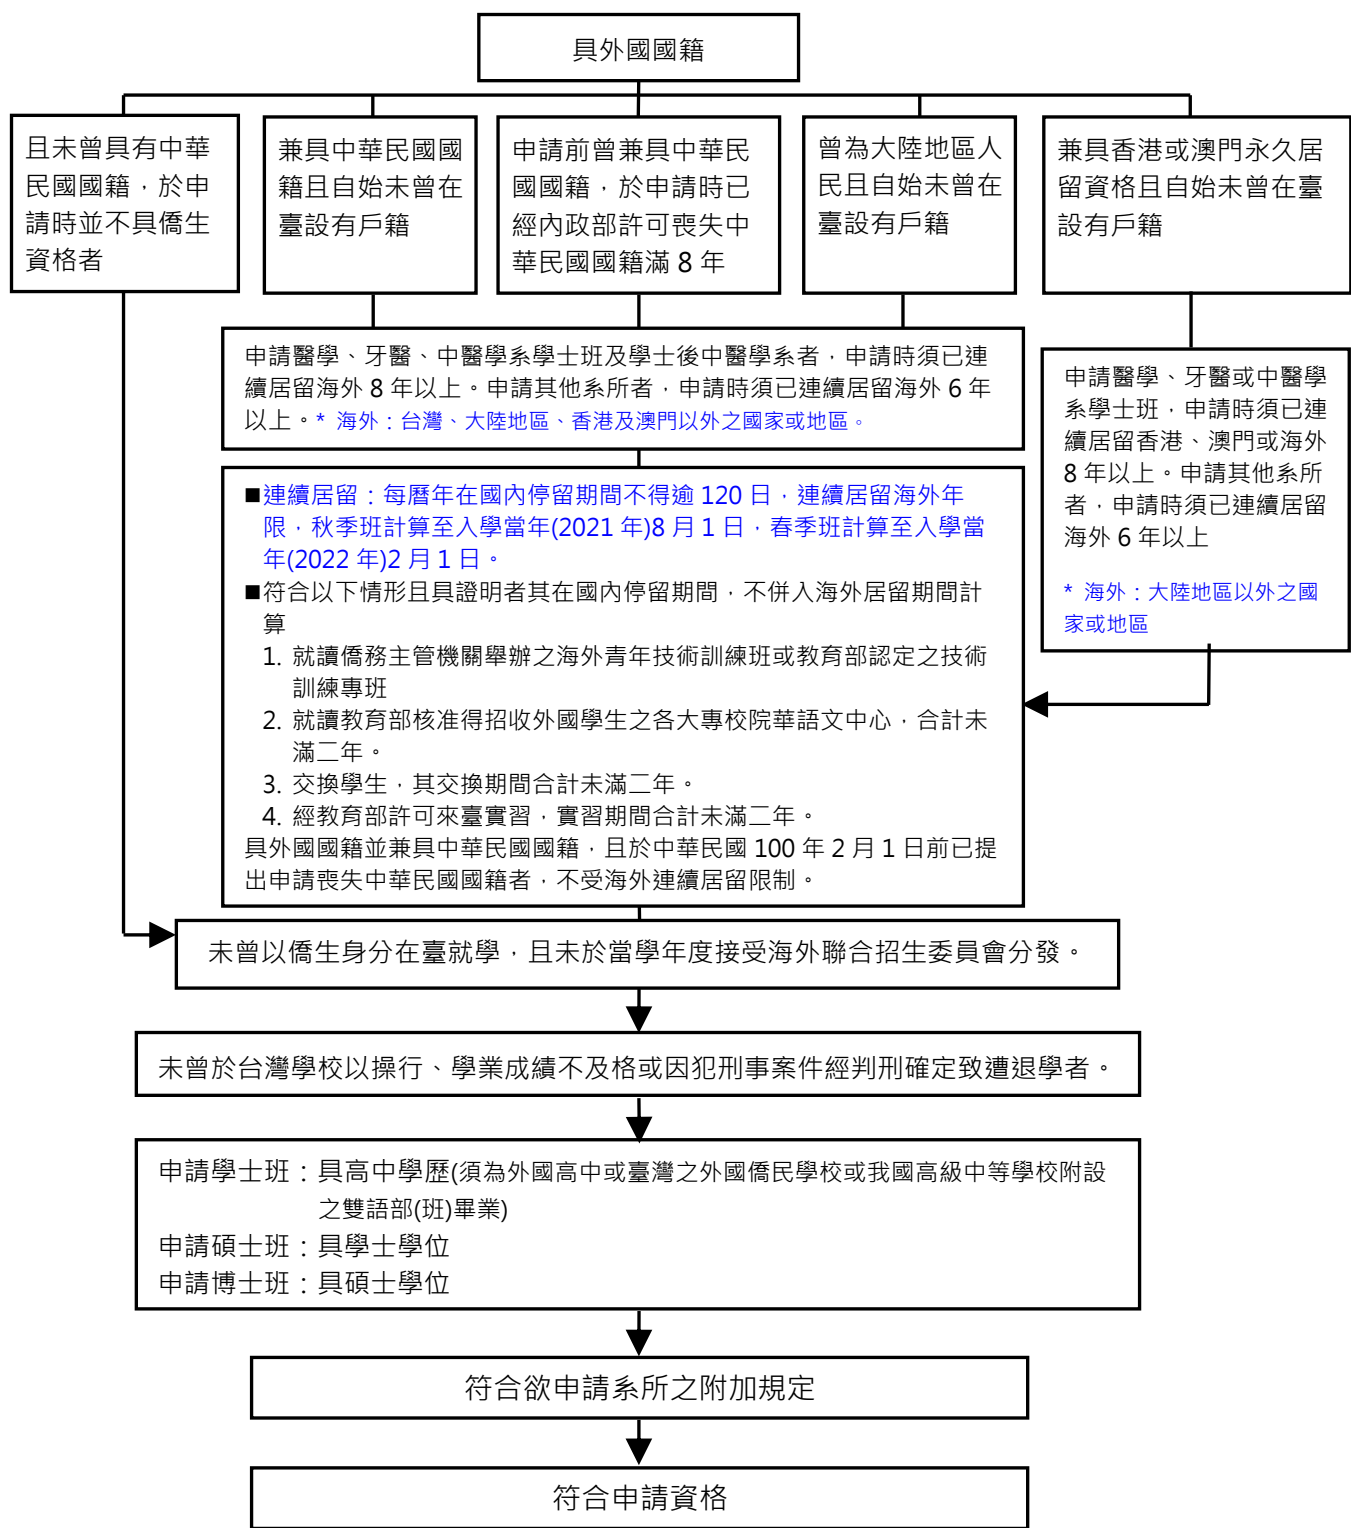 具外國國籍
且未曾具有中華
民國國籍，於申
請時並不具僑生
資格者
兼具中華民國國
籍且自始未曾在
臺設有戶籍
申請前曾兼具中華民
國國籍，於申請時已
經內政部許可喪失中
華民國國籍滿 8 年
曾為大陸地區人
民且自始未曾在
臺設有戶籍
兼具香港或澳門永久居
留資格且自始未曾在臺
設有戶籍
申請醫學、牙醫、中醫學系學士班及學士後中醫學系者，申請時須已連
續居留海外 8 年以上。申請其他系所者，申請時須已連續居留海外 6 年
以上。* 海外：台灣、大陸地區、香港及澳門以外之國家或地區。
申請醫學、牙醫或中醫學
系學士班，申請時須已連
續居留香港、澳門或海外
8 年以上。申請其他系所
者，申請時須已連續居留
海外 6 年以上
* 海外：大陸地區以外之國
家或地區
■連續居留：每曆年在國內停留期間不得逾 120 日，連續居留海外年
限，秋季班計算至入學當年(2021 年)8 月 1 日，春季班計算至入學當
年(2022 年)2 月 1 日。
■符合以下情形且具證明者其在國內停留期間，不併入海外居留期間計
算
1. 就讀僑務主管機關舉辦之海外青年技術訓練班或教育部認定之技術
訓練專班
2. 就讀教育部核准得招收外國學生之各大專校院華語文中心，合計未
滿二年。
3. 交換學生，其交換期間合計未滿二年。
4. 經教育部許可來臺實習，實習期間合計未滿二年。
具外國國籍並兼具中華民國國籍，且於中華民國 100 年 2 月 1 日前已提
出申請喪失中華民國國籍者，不受海外連續居留限制。
未曾以僑生身分在臺就學，且未於當學年度接受海外聯合招生委員會分發。
未曾於台灣學校以操行、學業成績不及格或因犯刑事案件經判刑確定致遭退學者。
申請學士班：具高中學歷(須為外國高中或臺灣之外國僑民學校或我國高級中等學校附設
之雙語部(班)畢業)
申請碩士班：具學士學位
申請博士班：具碩士學位
符合欲申請系所之附加規定
符合申請資格